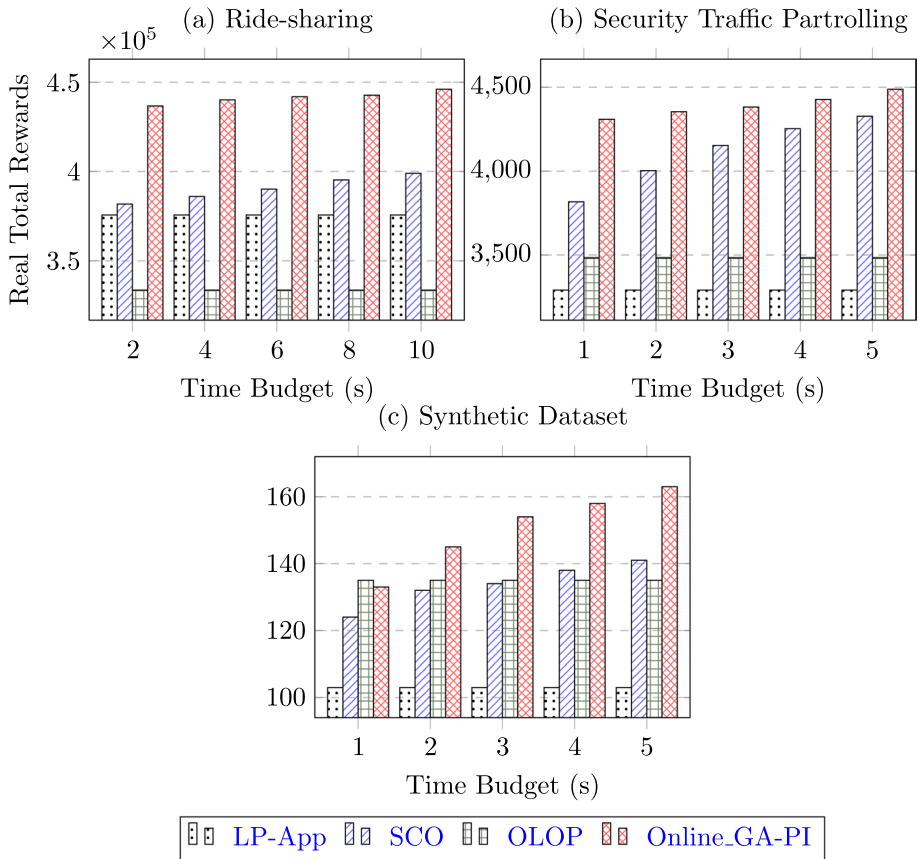 (a) Ride-sharing
×10⁵
4.5
4
3.5
Real Total Rewards
2 4 6 8 10
Time Budget (s)
(b) Security Traffic Partrolling
4,500
4,000
3,500
1 2 3 4 5
Time Budget (s)
(c) Synthetic Dataset
160
140
120
100
1 2 3 4 5
Time Budget (s)
LP-App SCO OLOP Online_GA-PI